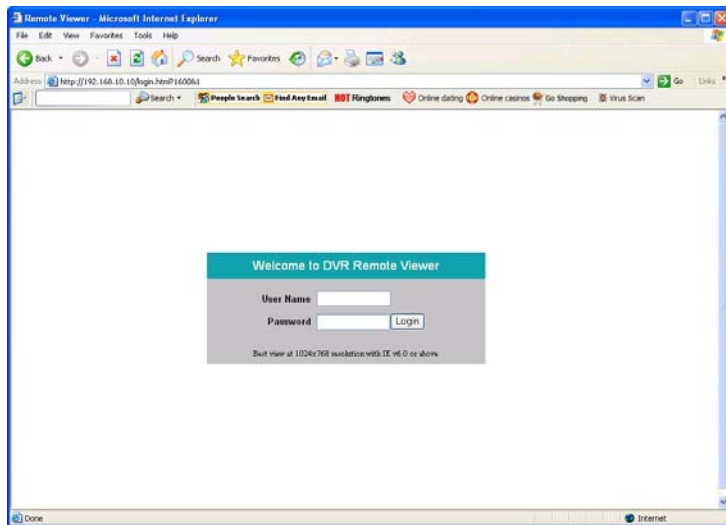 Remote Viewer - Microsoft Internet Explorer
File Edit View Favorites Tools Help
Back Search Favorites
Address http://192.168.10.10/login.html?160061 Go Links »
Search People Search Find Any Email HOT Ringtones Online dating Online casinos Go Shopping Virus Scan
Welcome to DVR Remote Viewer
User Name
Password Login
Best view at 1024x768 resolution with IE v6.0 or above
Done Internet